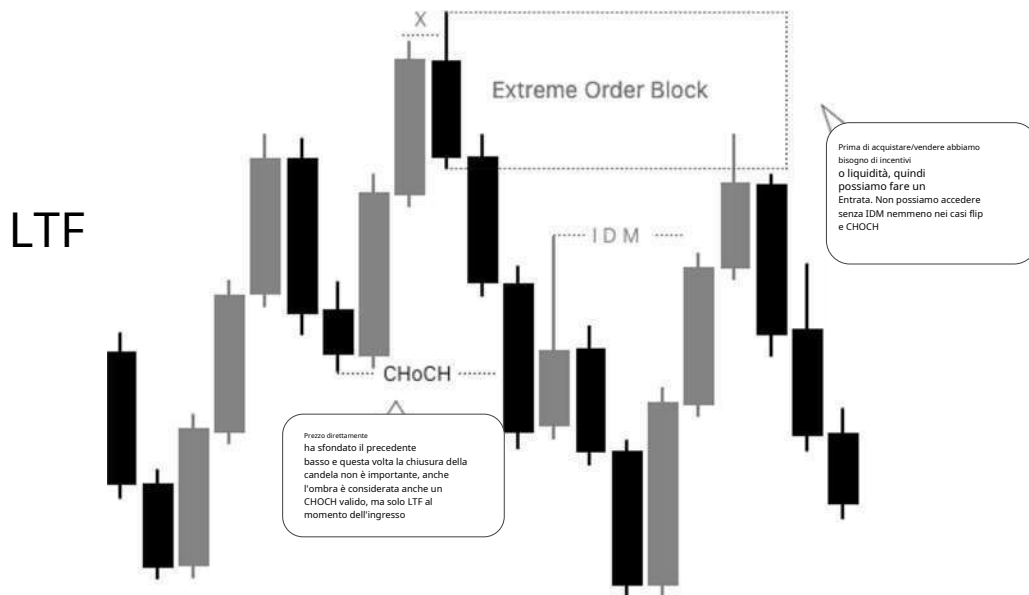 X
Extreme Order Block
Prima di acquistare/vendere abbiamo
bisogno di incentivi
o liquidità, quindi
possiamo fare un
Entrata. Non possiamo accedere
senza IDM nemmeno nei casi flip
e CHOCH
LTF
IDM
CHoCH
Prezzo direttamente
ha sfondato il precedente
basso e questa volta la chiusura della
candela non è importante, anche
l'ombra è considerata anche un
CHOCH valido, ma solo LTF al
momento dell'ingresso